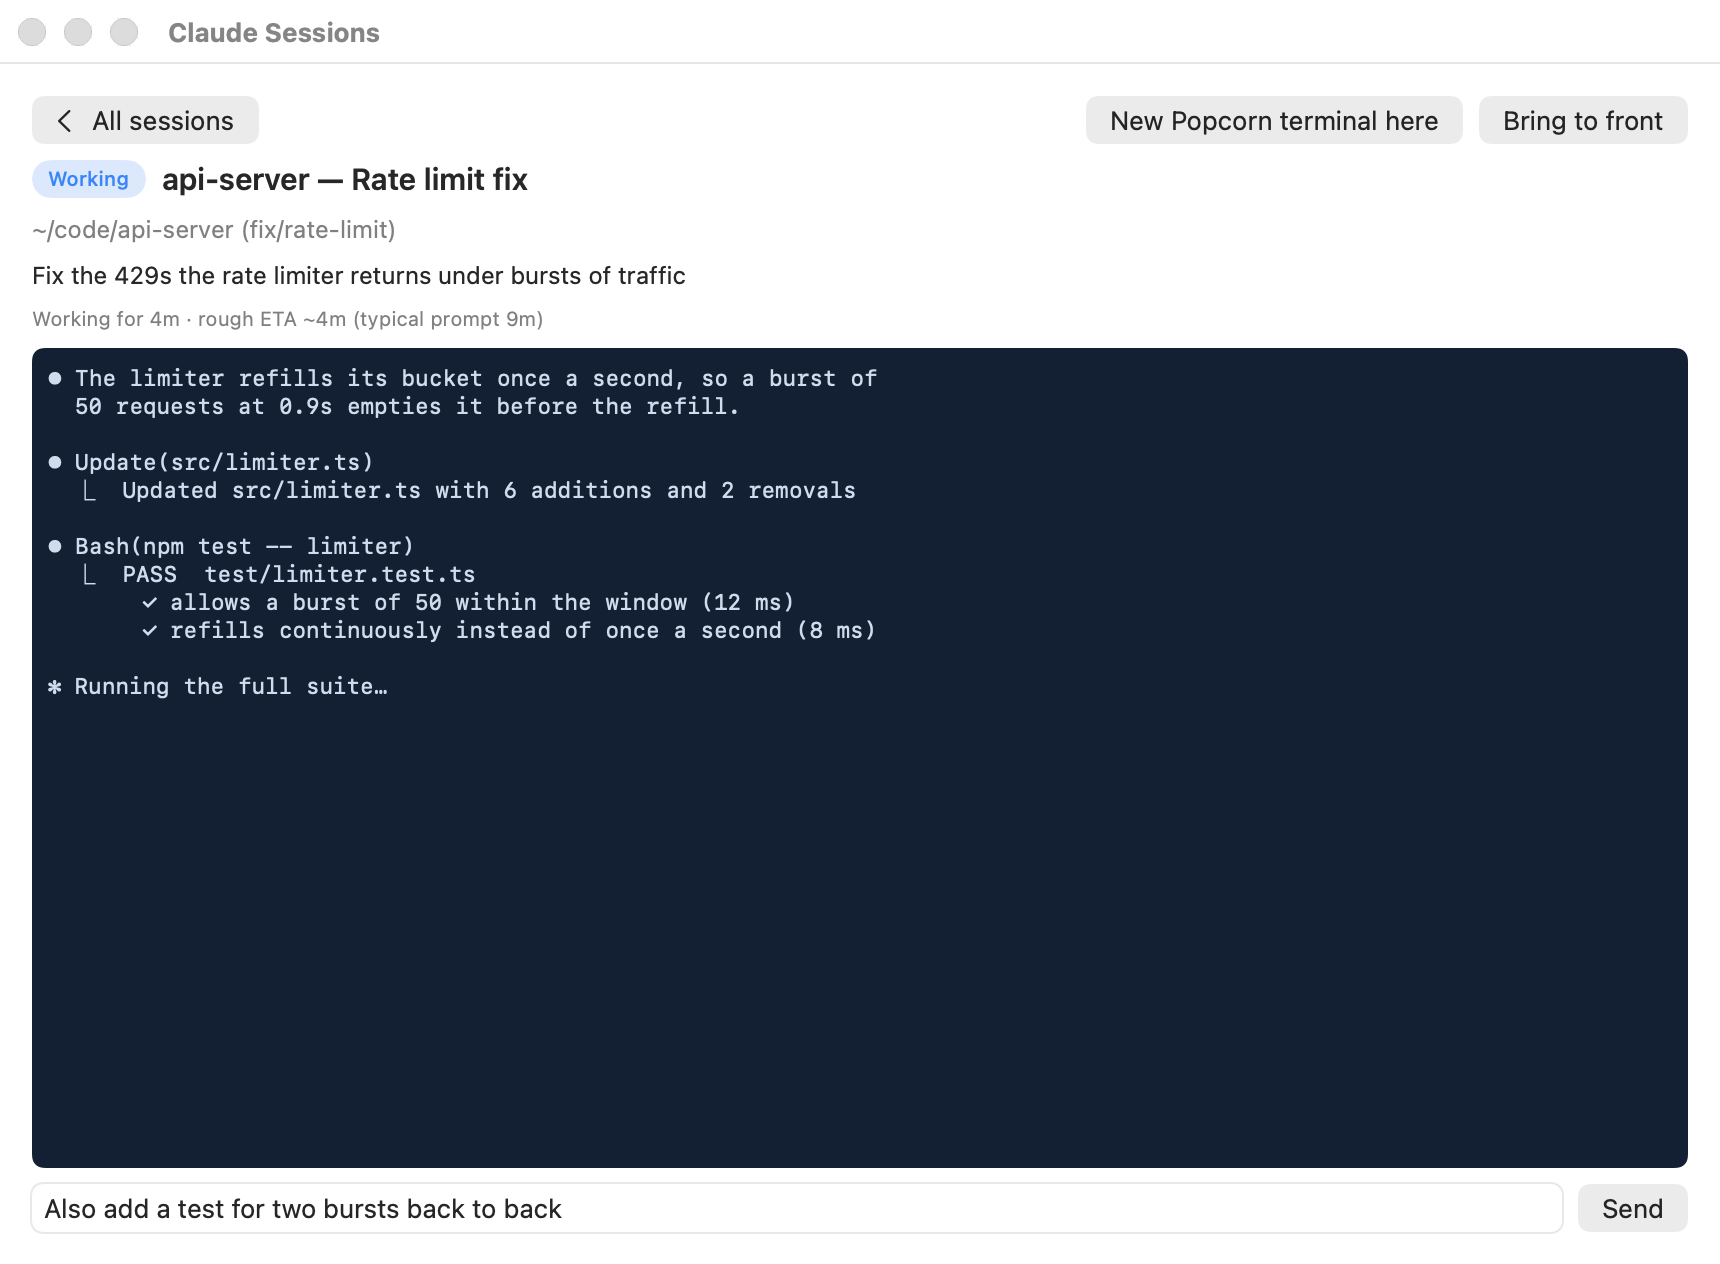 Claude Sessions
All sessions
New Popcorn terminal here
Bring to front
Working
api-server — Rate limit fix
~/code/api-server (fix/rate-limit)
Fix the 429s the rate limiter returns under bursts of traffic
Working for 4m · rough ETA ~4m (typical prompt 9m)
● The limiter refills its bucket once a second, so a burst of
50 requests at 0.9s empties it before the refill.
● Update(src/limiter.ts)
⎿  Updated src/limiter.ts with 6 additions and 2 removals
● Bash(npm test -- limiter)
⎿  PASS  test/limiter.test.ts
✓ allows a burst of 50 within the window (12 ms)
✓ refills continuously instead of once a second (8 ms)
✻ Running the full suite…
Also add a test for two bursts back to back
Send